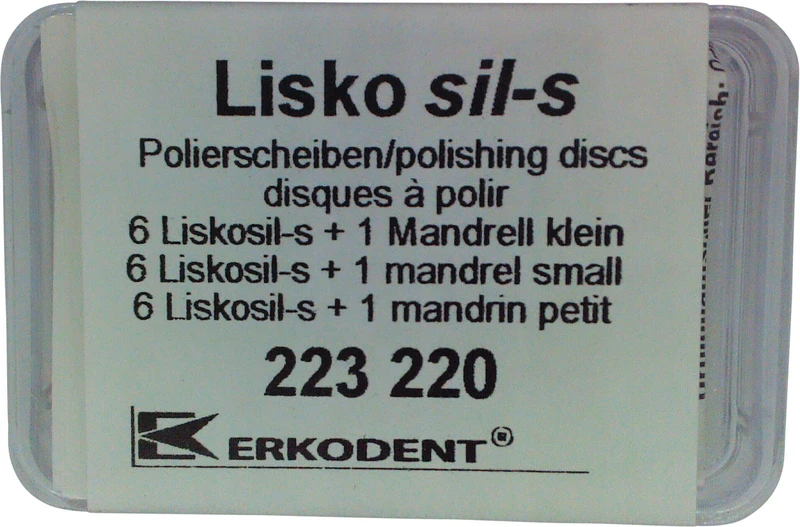 Lisko sil-s
Polierscheiben/polishing discs
disques à polir
6 Liskosil-s + 1 Mandrell klein
6 Liskosil-s + 1 mandrel small
6 Liskosil-s + 1 mandrin petit
223 220
ERKODENT®